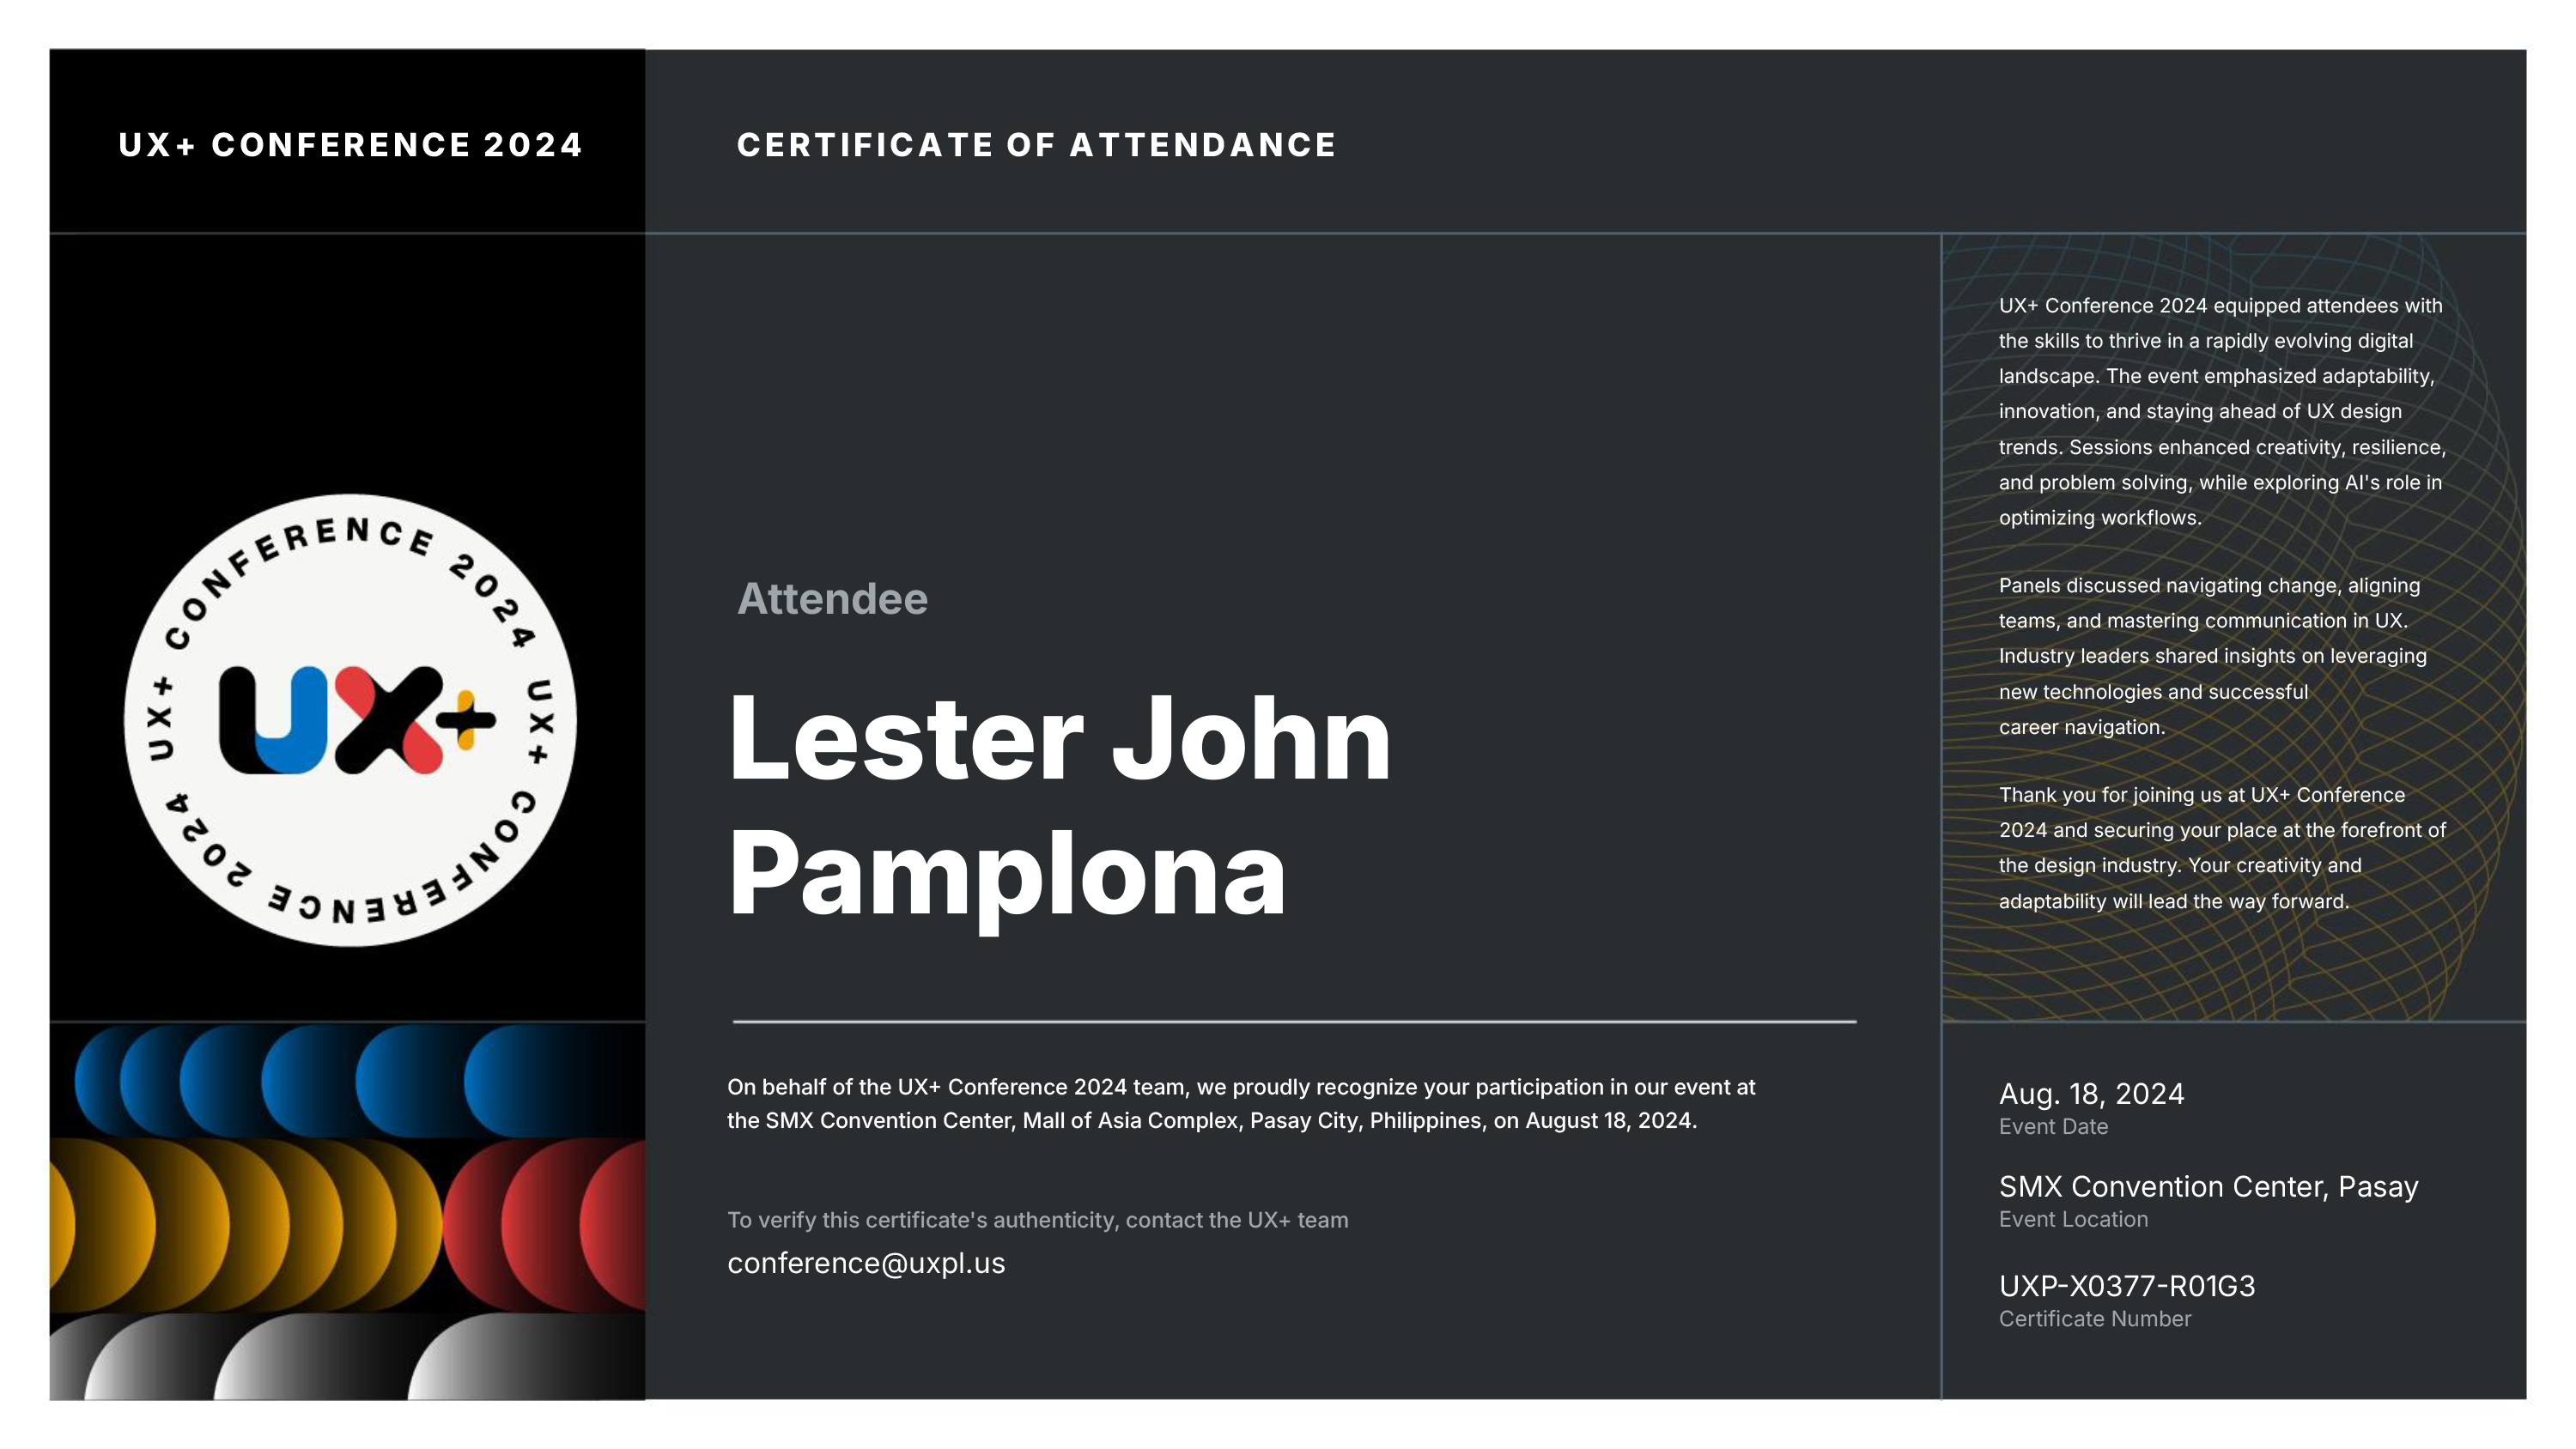 UX+ CONFERENCE 2024
CERTIFICATE OF ATTENDANCE
UX+ CONFERENCE 2024 UX+ CONFERENCE 2024
UX+
Attendee
Lester John
Pamplona
On behalf of the UX+ Conference 2024 team, we proudly recognize your participation in our event at
the SMX Convention Center, Mall of Asia Complex, Pasay City, Philippines, on August 18, 2024.
To verify this certificate's authenticity, contact the UX+ team
conference@uxpl.us
UX+ Conference 2024 equipped attendees with
the skills to thrive in a rapidly evolving digital
landscape. The event emphasized adaptability,
innovation, and staying ahead of UX design
trends. Sessions enhanced creativity, resilience,
and problem solving, while exploring AI's role in
optimizing workflows.
Panels discussed navigating change, aligning
teams, and mastering communication in UX.
Industry leaders shared insights on leveraging
new technologies and successful
career navigation.
Thank you for joining us at UX+ Conference
2024 and securing your place at the forefront of
the design industry. Your creativity and
adaptability will lead the way forward.
Aug. 18, 2024
Event Date
SMX Convention Center, Pasay
Event Location
UXP-X0377-R01G3
Certificate Number